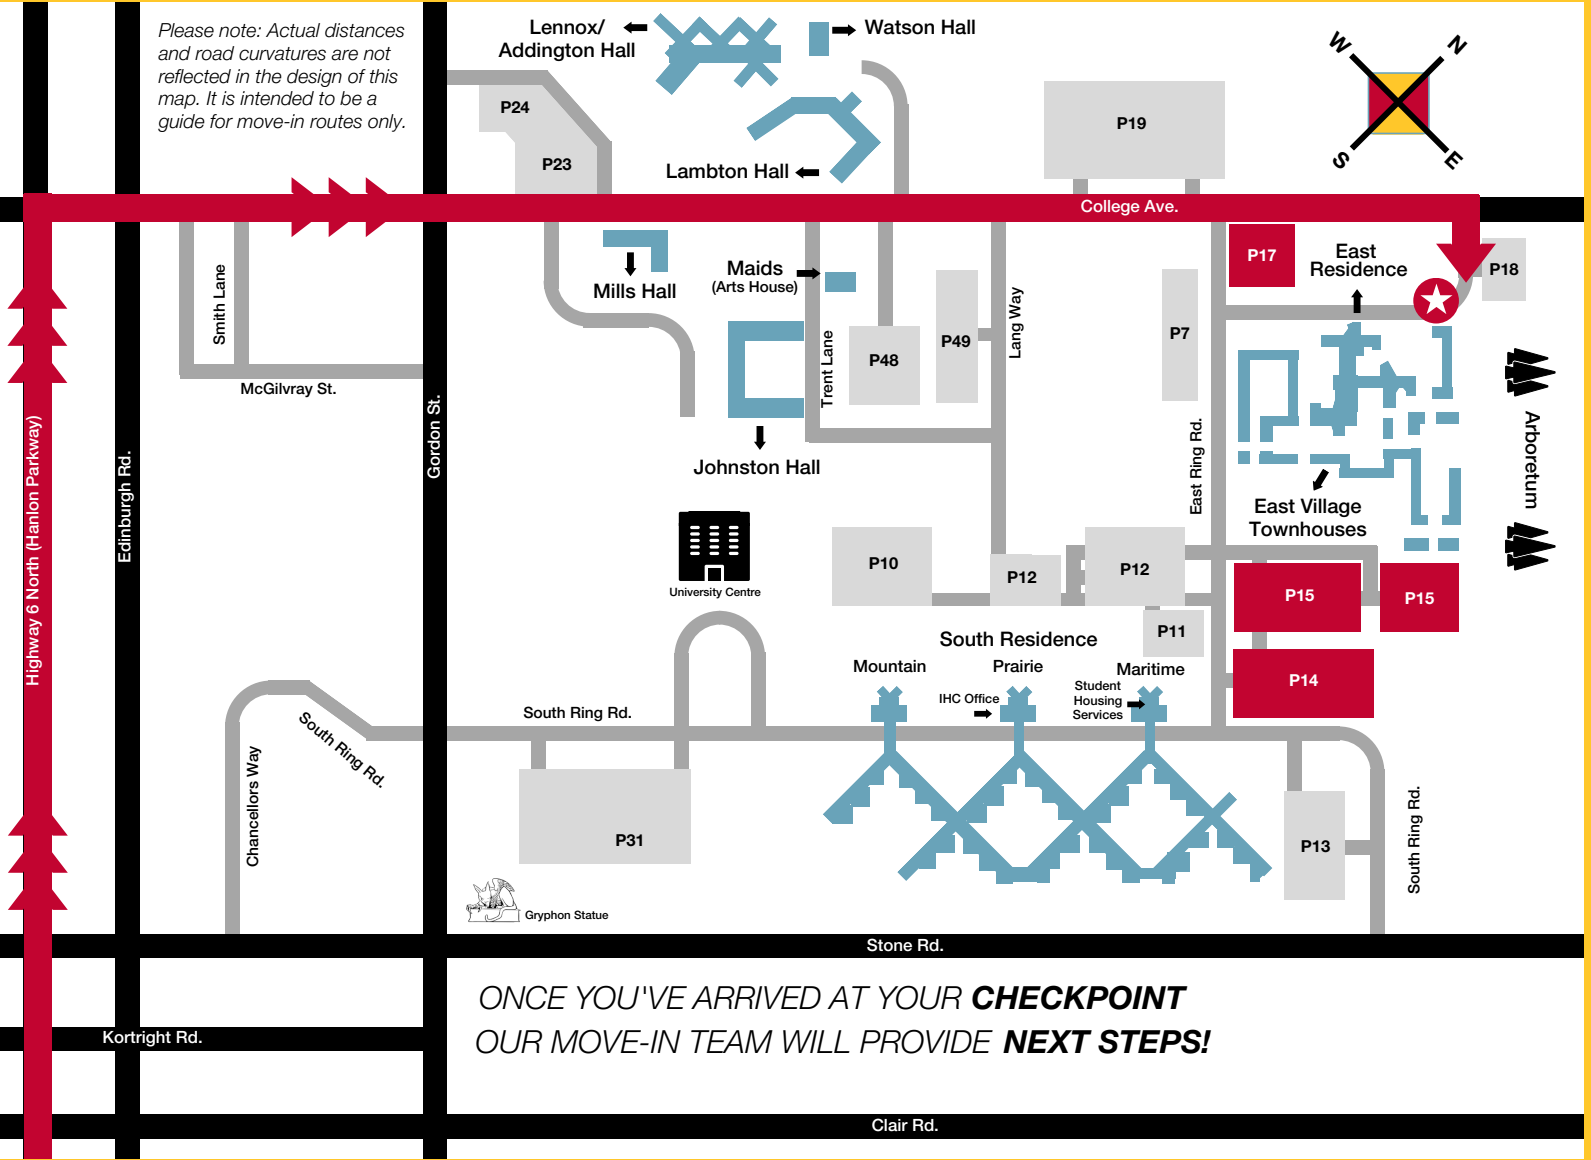 Please note: Actual distances
and road curvatures are not
reflected in the design of this
map. It is intended to be a
guide for move-in routes only.
Lennox/
Addington Hall
Watson Hall
W
N
S
E
P24
P23
P19
Lambton Hall
College Ave.
P17
East
Residence
P18
Smith Lane
Mills Hall
Maids
(Arts House)
Trent Lane
P48
P49
Lang Way
P7
McGilvray St.
Johnston Hall
Highway 6 North (Hanlon Parkway)
Edinburgh Rd.
Gordon St.
East Ring Rd.
Arboretum
East Village
Townhouses
University Centre
P10
P12
P12
P15
P15
P11
South Residence
Mountain
Prairie
Maritime
IHC Office
Student
Housing
Services
P14
South Ring Rd.
South Ring Rd.
Chancellors Way
P31
P13
South Ring Rd.
Gryphon Statue
Stone Rd.
ONCE YOU'VE ARRIVED AT YOUR CHECKPOINT
OUR MOVE-IN TEAM WILL PROVIDE NEXT STEPS!
Kortright Rd.
Clair Rd.